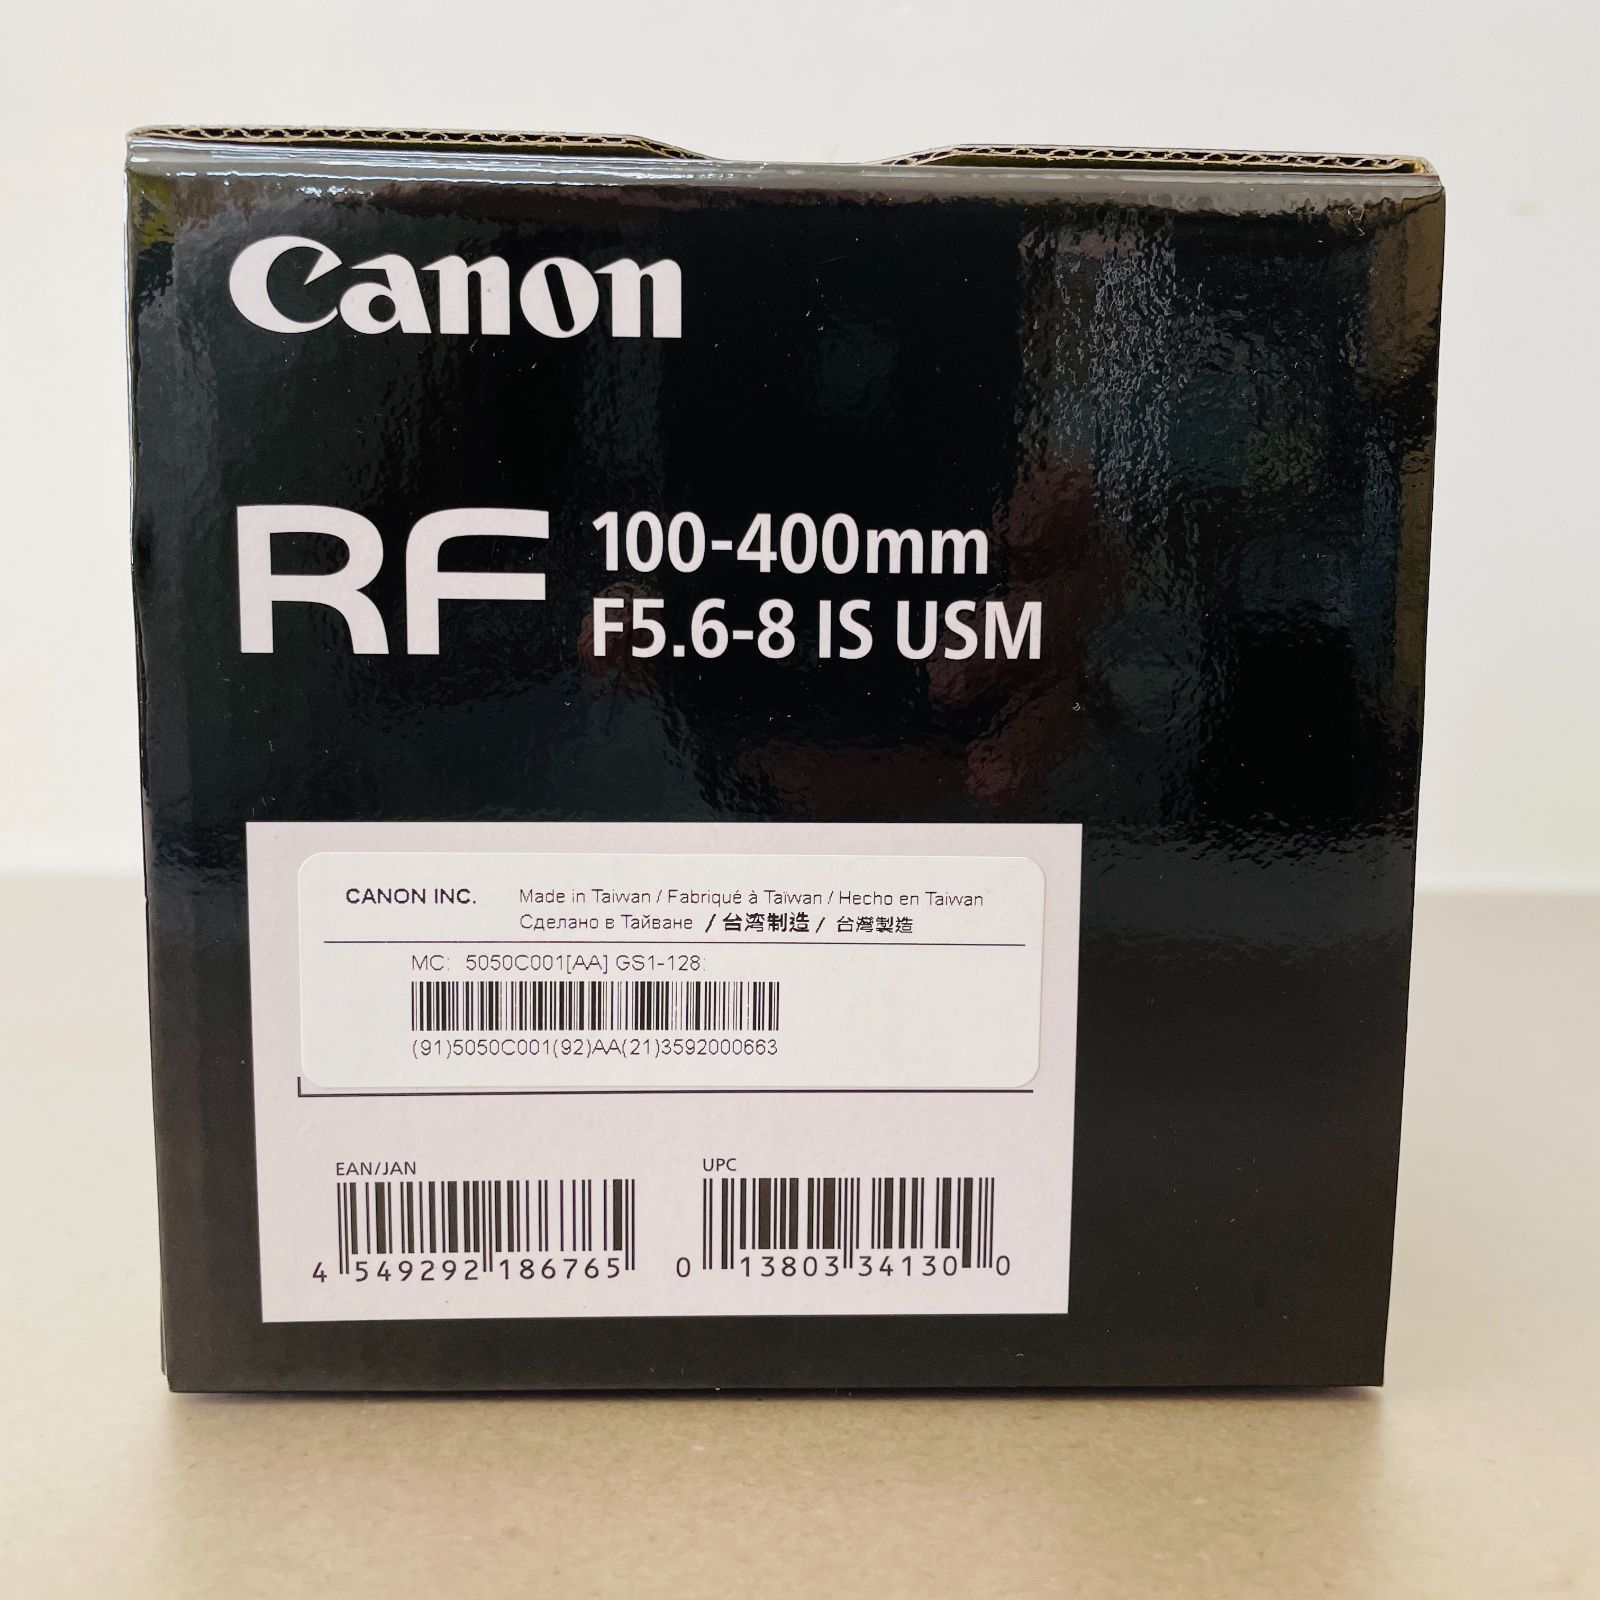 Canon
RF 100-400mm
F5.6-8 IS USM
CANON INC. Made in Taiwan / Fabriqué à Taïwan / Hecho en Taiwan
Сделано в Тайване / 台湾制造 / 台灣製造
MC: 5050C001[AA] GS1-128:
(91)5050C001(92)AA(21)3592000663
EAN/JAN
4 549292 186765
UPC
0 13803 34130 0